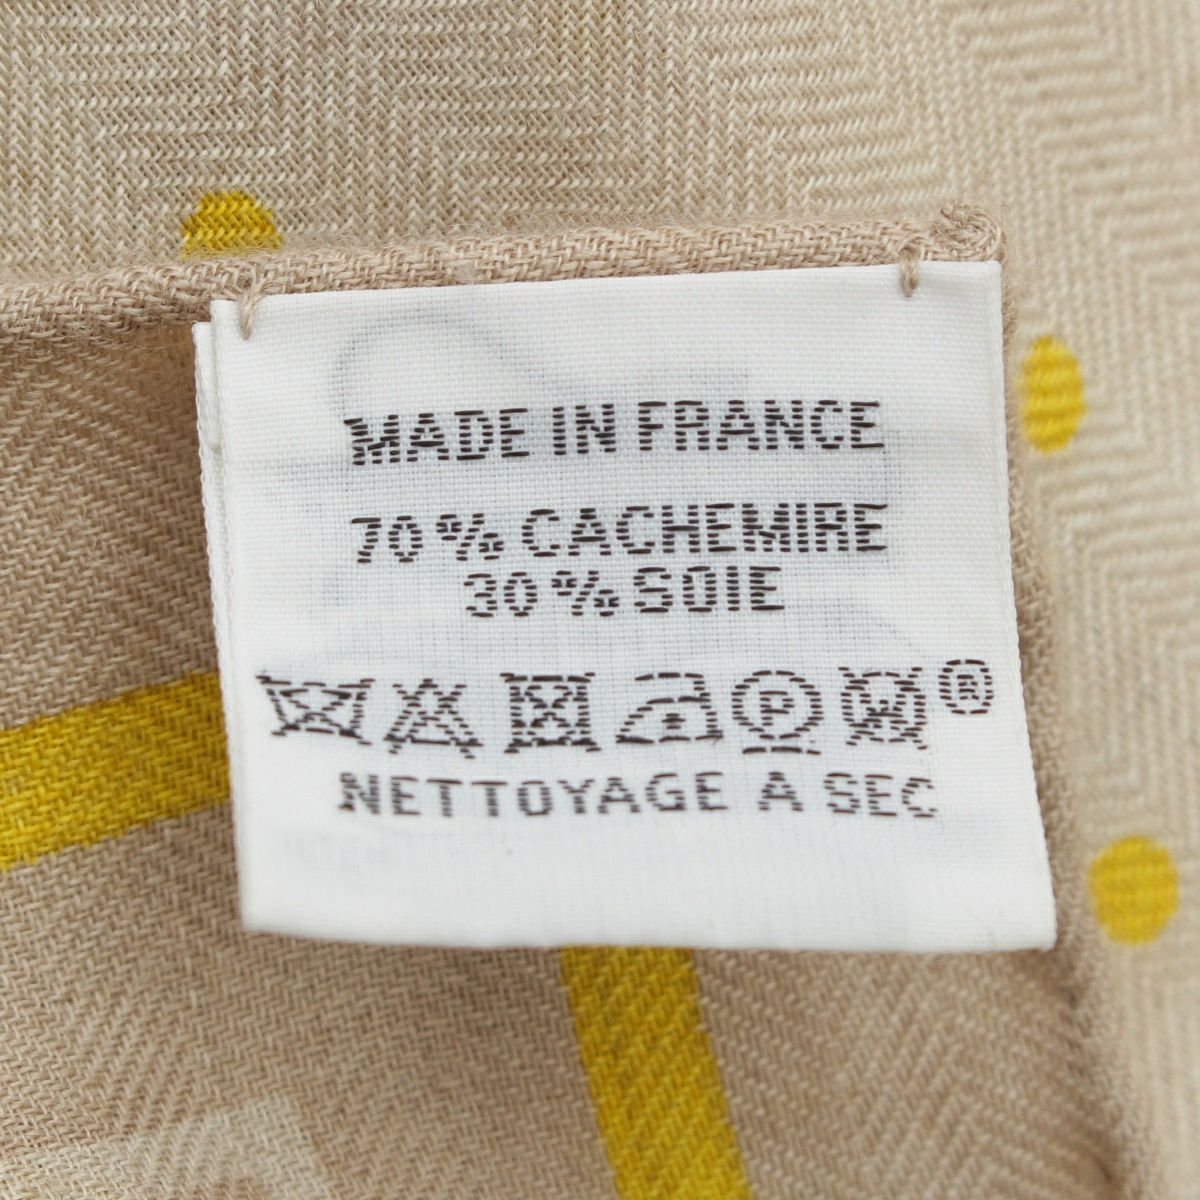 MADE IN FRANCE
70% CACHEMIRE
30% SOIE
P ®
NETTOYAGE A SEC